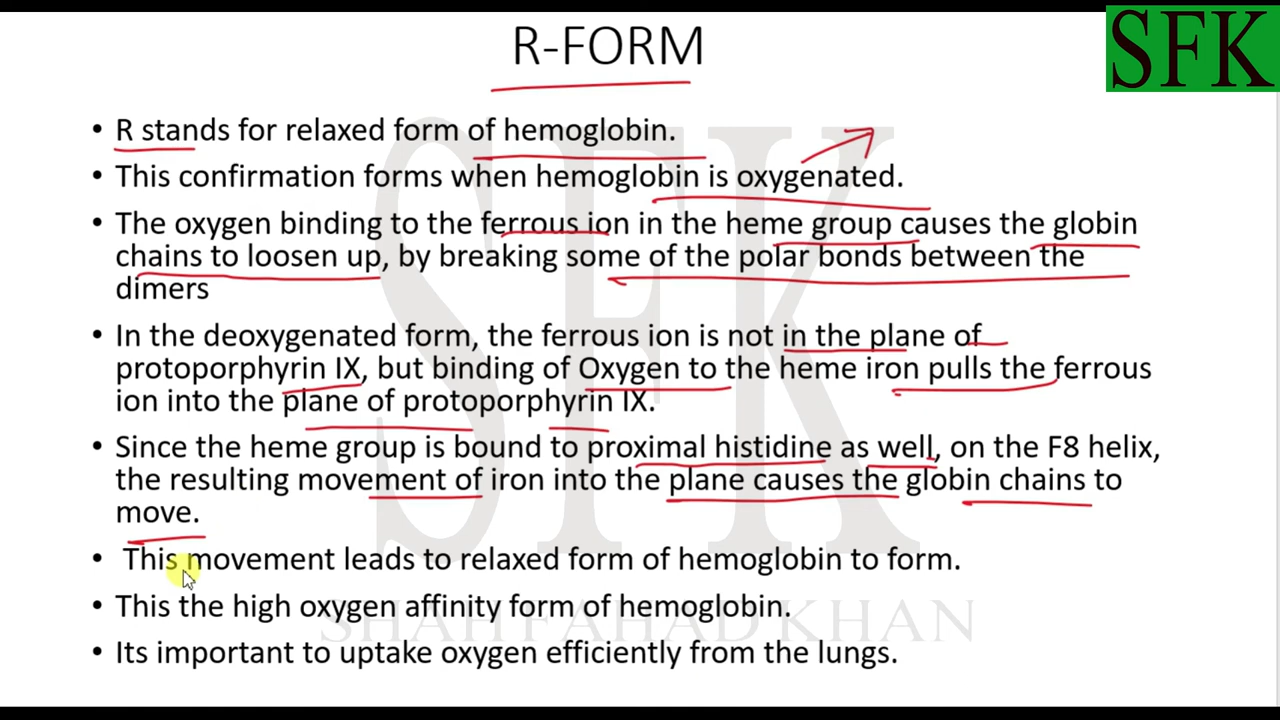 R-FORM
SFK
• R stands for relaxed form of hemoglobin.
• This confirmation forms when hemoglobin is oxygenated.
• The oxygen binding to the ferrous ion in the heme group causes the globin
chains to loosen up, by breaking some of the polar bonds between the
dimers
• In the deoxygenated form, the ferrous ion is not in the plane of
protoporphyrin IX, but binding of Oxygen to the heme iron pulls the ferrous
ion into the plane of protoporphyrin IX.
• Since the heme group is bound to proximal histidine as well, on the F8 helix,
the resulting movement of iron into the plane causes the globin chains to
move.
• This movement leads to relaxed form of hemoglobin to form.
• This the high oxygen affinity form of hemoglobin.
• Its important to uptake oxygen efficiently from the lungs.
SFK
SHAH FAHAD KHAN